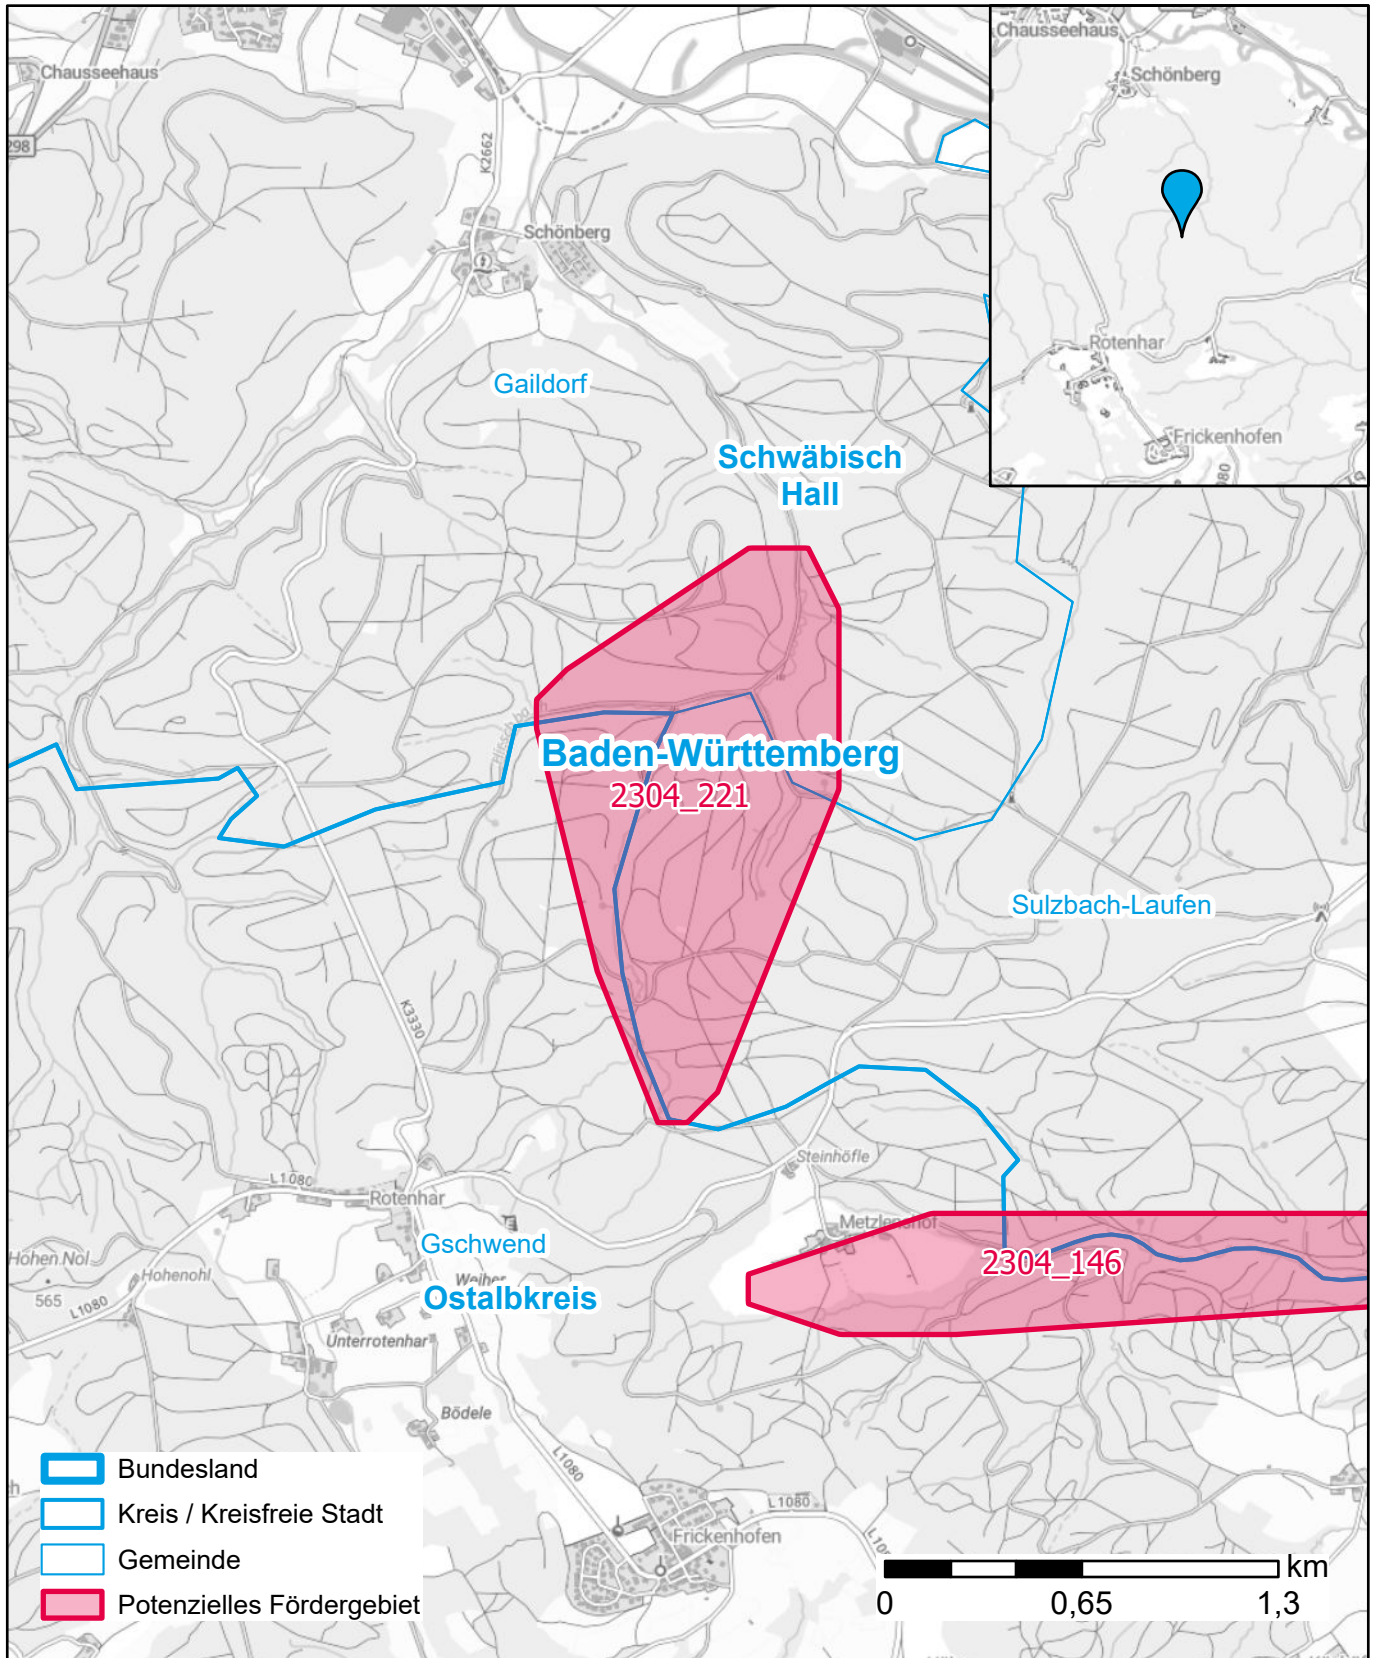 Chausseehaus
298
K2662
Schönberg
Gaildorf
Schwäbisch
Hall
Chausseehaus
Schönberg
Rotenhar
Frickenhofen
Baden-Württemberg
2304_221
Sulzbach-Laufen
K3330
Steinhöfle
L1080
Rotenhar
Metzlenshof
Gschwend
2304_146
Hohen Nol
565
Hohenohl
Weiher
Ostalbkreis
L1080
Unterrotenhar
Bödele
L1080
L1080
Frickenhofen
Bundesland
Kreis / Kreisfreie Stadt
Gemeinde
Potenzielles Fördergebiet
km
0 0,65 1,3